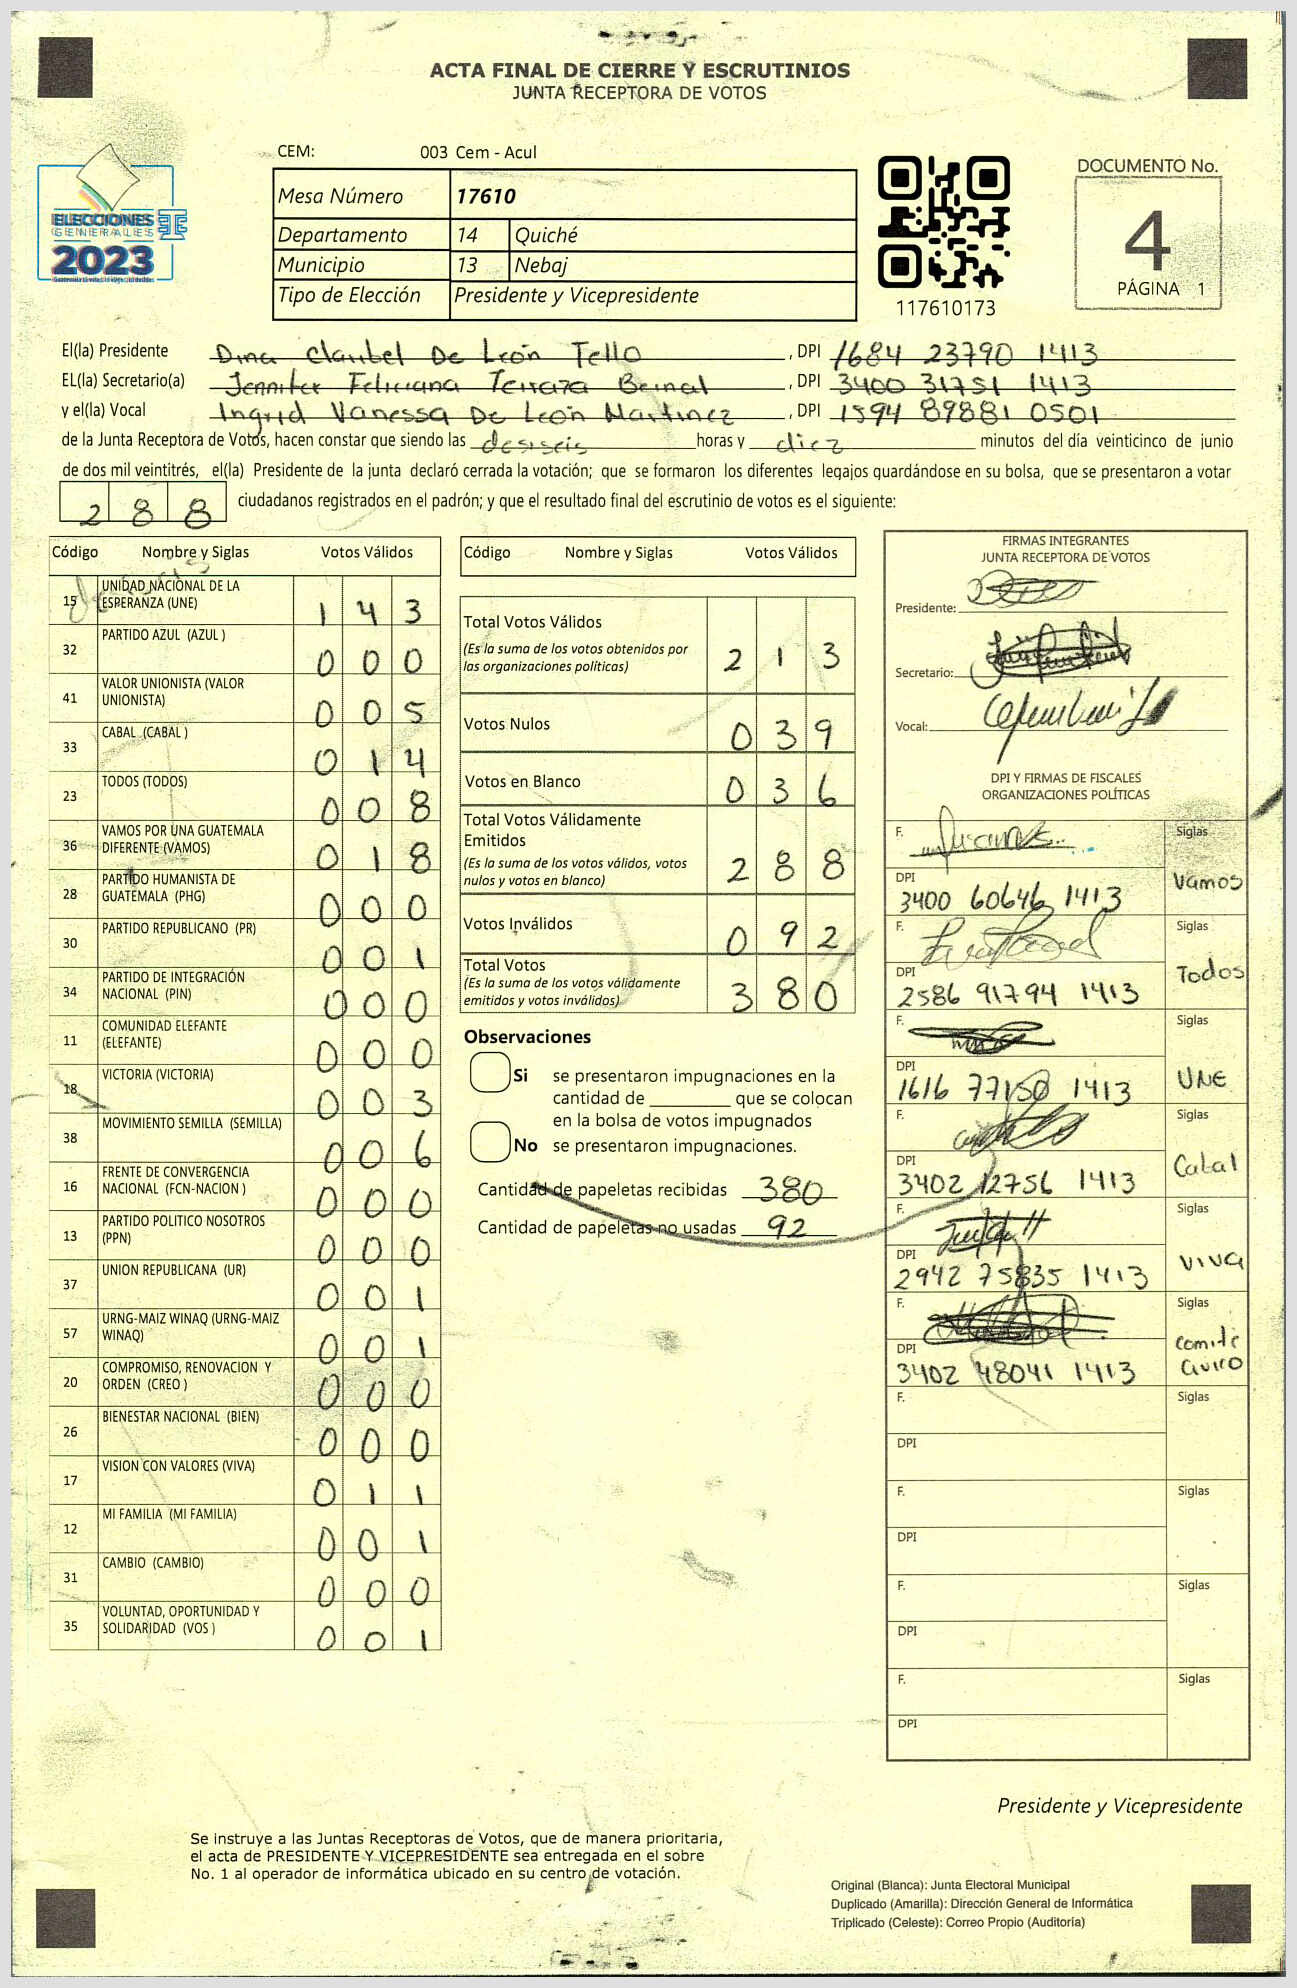 ACTA FINAL DE CIERRE Y ESCRUTINIOS
JUNTA RECEPTORA DE VOTOS
CEM: 003 Cem - Acul
ELECCIONES
GENERALES
2023
Mesa Número 17610
Departamento 14 Quiché
Municipio 13 Nebaj
Tipo de Elección Presidente y Vicepresidente
117610173
DOCUMENTO No.
4
PÁGINA 1
El(la) Presidente Dina Claribel De León Tello , DPI 1684 23790 1413
EL(la) Secretario(a) Jennifer Feliciana Terraza Bernal , DPI 3400 31751 1413
y el(la) Vocal Ingrid Vanessa De León Martinez , DPI 1594 89881 0501
de la Junta Receptora de Votos, hacen constar que siendo las desiseis horas y diez minutos del día veinticinco de junio
de dos mil veintitrés, el(la) Presidente de la junta declaró cerrada la votación; que se formaron los diferentes legajos quardándose en su bolsa, que se presentaron a votar
288 ciudadanos registrados en el padrón; y que el resultado final del escrutinio de votos es el siguiente:
Código Nombre y Siglas Votos Válidos
15 UNIDAD NACIONAL DE LA ESPERANZA (UNE) 1 4 3
32 PARTIDO AZUL (AZUL ) 0 0 0
41 VALOR UNIONISTA (VALOR UNIONISTA) 0 0 5
33 CABAL (CABAL ) 0 1 4
23 TODOS (TODOS) 0 0 8
36 VAMOS POR UNA GUATEMALA DIFERENTE (VAMOS) 0 1 8
28 PARTIDO HUMANISTA DE GUATEMALA (PHG) 0 0 0
30 PARTIDO REPUBLICANO (PR) 0 0 1
34 PARTIDO DE INTEGRACIÓN NACIONAL (PIN) 0 0 0
11 COMUNIDAD ELEFANTE (ELEFANTE) 0 0 0
18 VICTORIA (VICTORIA) 0 0 3
38 MOVIMIENTO SEMILLA (SEMILLA) 0 0 6
16 FRENTE DE CONVERGENCIA NACIONAL (FCN-NACION ) 0 0 0
13 PARTIDO POLITICO NOSOTROS (PPN) 0 0 0
37 UNION REPUBLICANA (UR) 0 0 1
57 URNG-MAIZ WINAQ (URNG-MAIZ WINAQ) 0 0 1
20 COMPROMISO, RENOVACION Y ORDEN (CREO ) 0 0 0
26 BIENESTAR NACIONAL (BIEN) 0 0 0
17 VISION CON VALORES (VIVA) 0 1 1
12 MI FAMILIA (MI FAMILIA) 0 0 1
31 CAMBIO (CAMBIO) 0 0 0
35 VOLUNTAD, OPORTUNIDAD Y SOLIDARIDAD (VOS ) 0 0 1
Código Nombre y Siglas Votos Válidos
Total Votos Válidos 2 1 3
(Es la suma de los votos obtenidos por
las organizaciones políticas)
Votos Nulos 0 3 9
Votos en Blanco 0 3 6
Total Votos Válidamente
Emitidos 2 8 8
(Es la suma de los votos válidos, votos
nulos y votos en blanco)
Votos Inválidos 0 9 2
Total Votos 3 8 0
(Es la suma de los votos válidamente
emitidos y votos inválidos)
Observaciones
Si se presentaron impugnaciones en la
cantidad de ________ que se colocan
en la bolsa de votos impugnados
No se presentaron impugnaciones.
Cantidad de papeletas recibidas 380
Cantidad de papeletas no usadas 92
FIRMAS INTEGRANTES
JUNTA RECEPTORA DE VOTOS
Presidente:
Secretario:
Vocal:
DPI Y FIRMAS DE FISCALES
ORGANIZACIONES POLÍTICAS
F. Siglas
DPI Vamos
3400 60646 1413
F. Siglas
DPI Todos
2586 91794 1413
F. Siglas
DPI UNE
1616 77150 1413
F. Siglas
DPI Cabal
3402 12756 1413
F. Siglas
DPI VIVA
2942 75835 1413
F. Siglas
DPI comité civico
3402 48041 1413
F. Siglas
DPI
F. Siglas
DPI
F. Siglas
DPI
F. Siglas
DPI
Presidente y Vicepresidente
Se instruye a las Juntas Receptoras de Votos, que de manera prioritaria,
el acta de PRESIDENTE Y VICEPRESIDENTE sea entregada en el sobre
No. 1 al operador de informática ubicado en su centro de votación.
Original (Blanca): Junta Electoral Municipal
Duplicado (Amarilla): Dirección General de Informática
Triplicado (Celeste): Correo Propio (Auditoría)